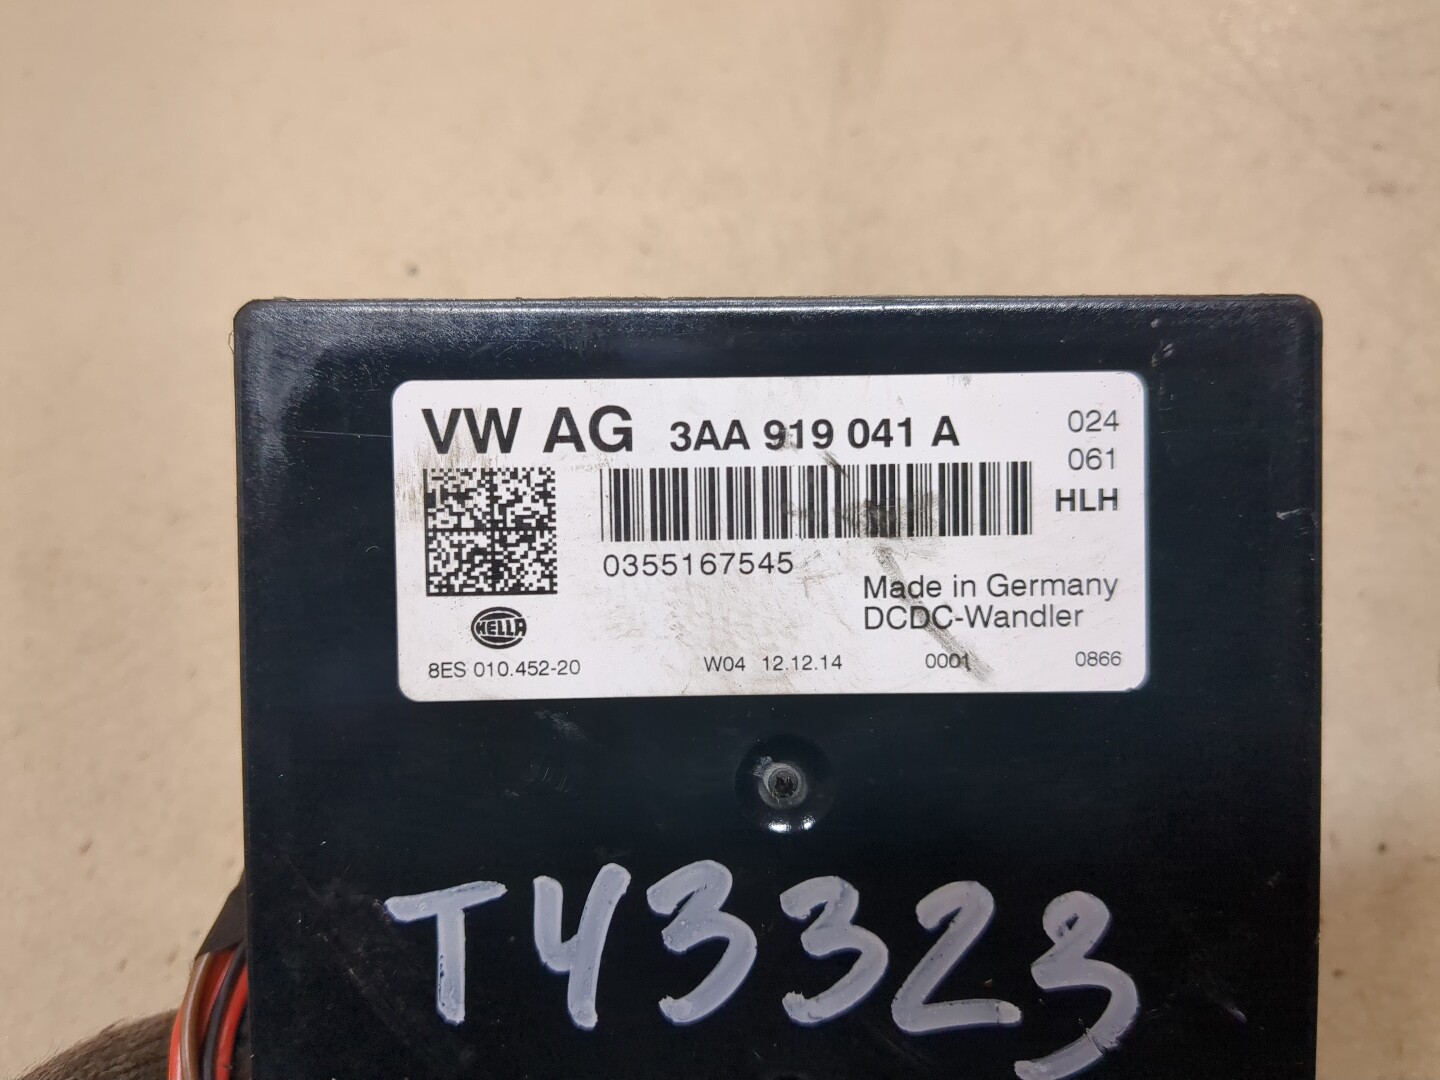 VW AG 3AA 919 041 A 024
061
HLH
0355167545
Made in Germany
DCDC-Wandler
HELLA
8ES 010.452-20 W04 12.12.14 0001 0866
T43323